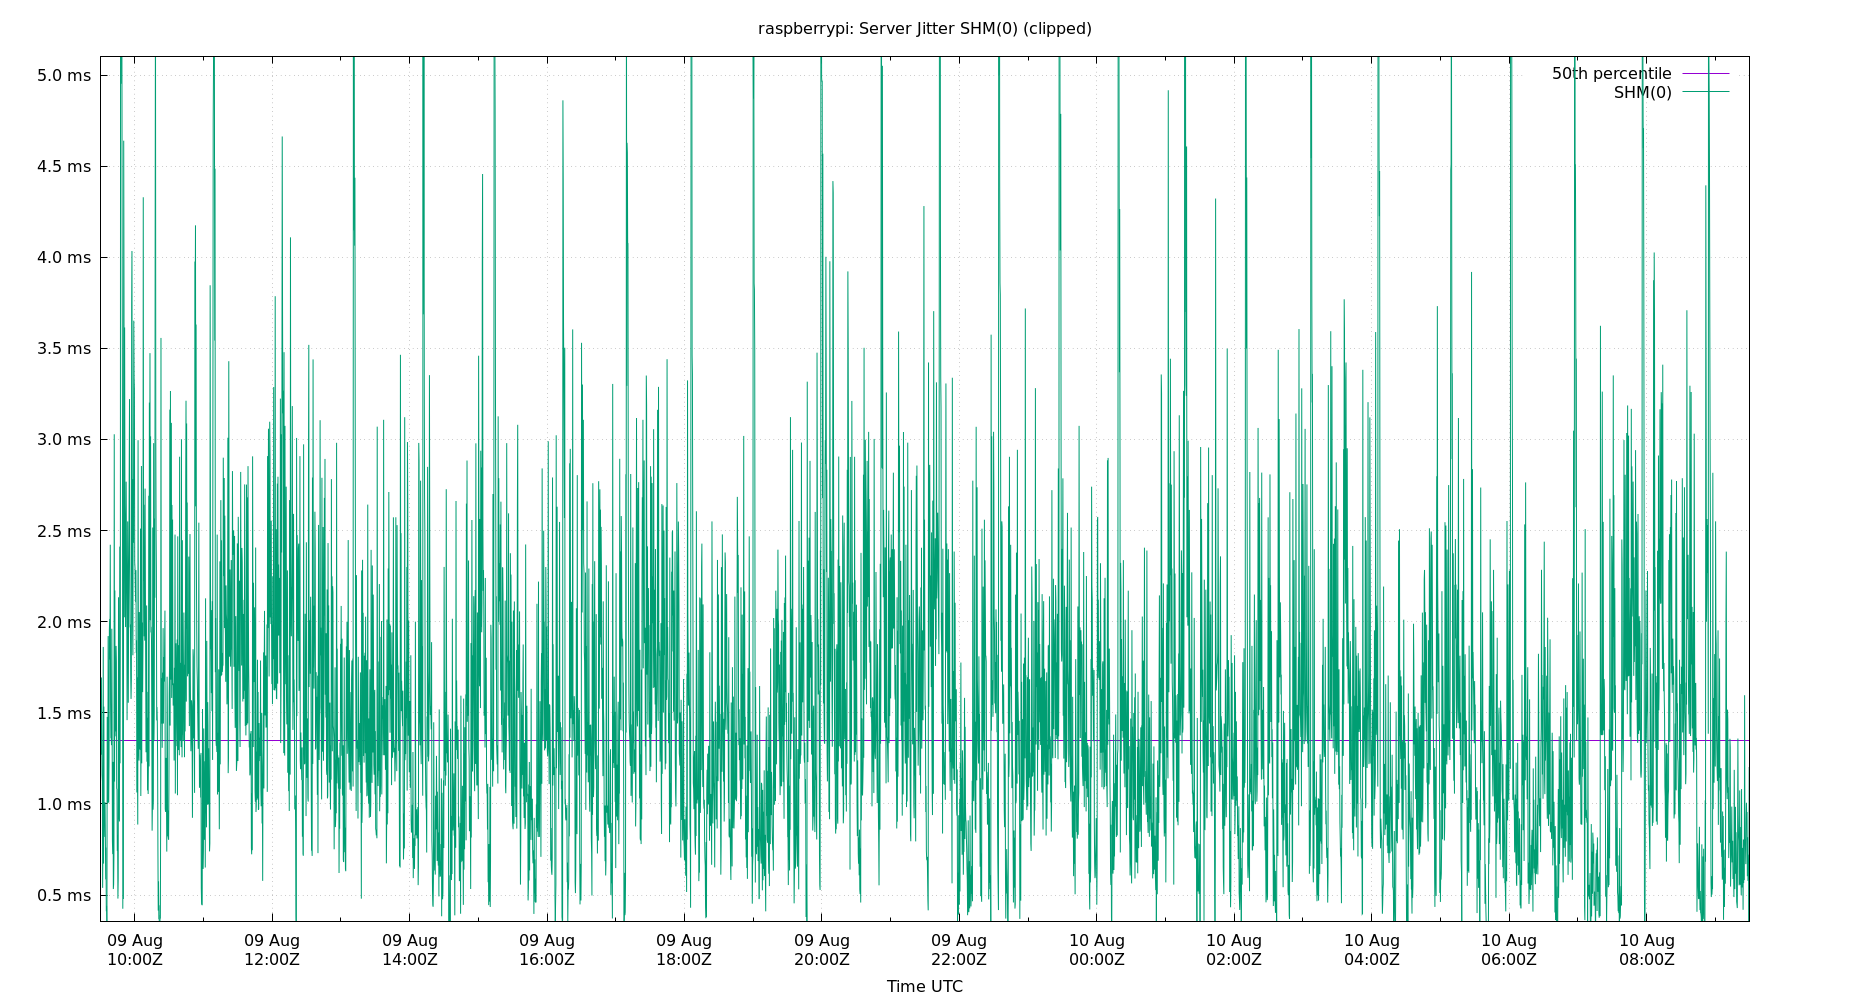 raspberrypi: Server Jitter SHM(0) (clipped)
5.0 ms
4.5 ms
4.0 ms
3.5 ms
3.0 ms
2.5 ms
2.0 ms
1.5 ms
1.0 ms
0.5 ms
50th percentile
SHM(0)
09 Aug 09 Aug 09 Aug 09 Aug 09 Aug 09 Aug 09 Aug 10 Aug 10 Aug 10 Aug 10 Aug 10 Aug
10:00Z 12:00Z 14:00Z 16:00Z 18:00Z 20:00Z 22:00Z 00:00Z 02:00Z 04:00Z 06:00Z 08:00Z
Time UTC